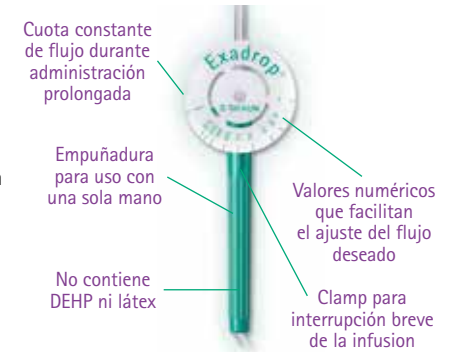 Cuota constante
de flujo durante
administración
prolongada
Exadrop®
B BRAUN
Empuñadura
para uso con
una sola mano
Valores numéricos
que facilitan
el ajuste del flujo
deseado
No contiene
DEHP ni látex
Clamp para
interrupción breve
de la infusion